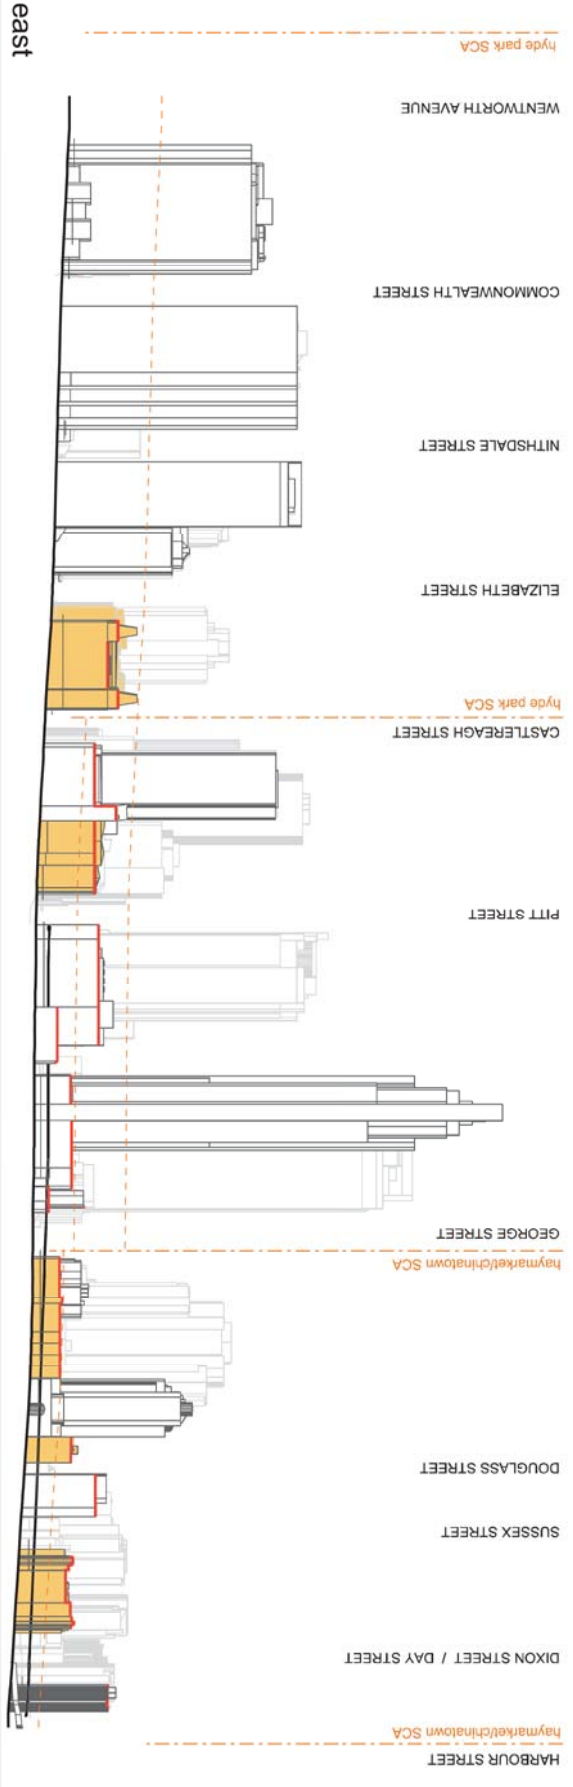 east
hyde park SCA
WENTWORTH AVENUE
COMMONWEALTH STREET
NITHSDALE STREET
ELIZABETH STREET
hyde park SCA
CASTLEREAGH STREET
PITT STREET
GEORGE STREET
haymarket/chinatown SCA
DOUGLASS STREET
SUSSEX STREET
DIXON STREET / DAY STREET
haymarket/chinatown SCA
HARBOUR STREET